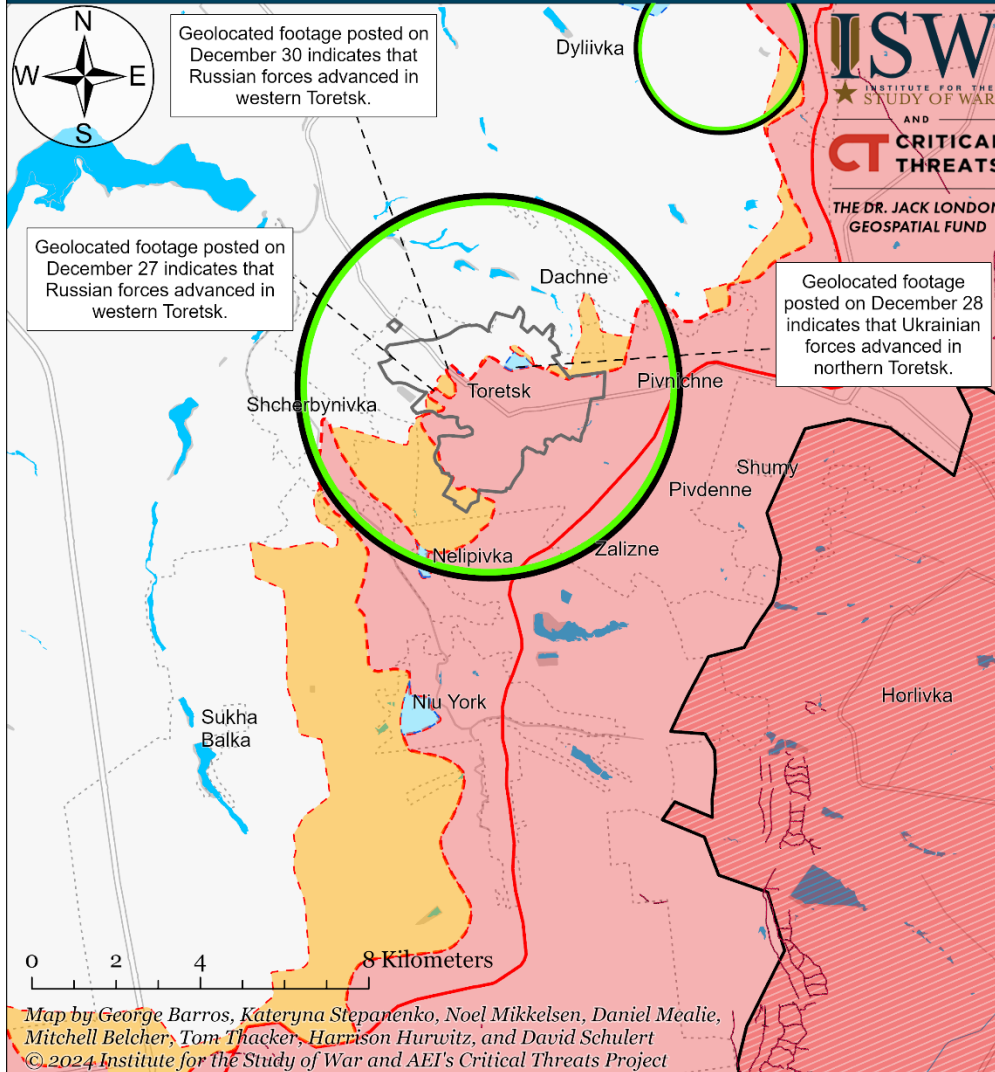 N
W E
S
Geolocated footage posted on
December 30 indicates that
Russian forces advanced in
western Toretsk.
Dyliivka
ISW
INSTITUTE FOR THE
STUDY OF WAR
AND
CT CRITICAL
THREATS
THE DR. JACK LONDON
GEOSPATIAL FUND
Geolocated footage posted on
December 27 indicates that
Russian forces advanced in
western Toretsk.
Dachne
Geolocated footage
posted on December 28
indicates that Ukrainian
forces advanced in
northern Toretsk.
Pivnichne
Toretsk
Shcherbynivka
Shumy
Pivdenne
Nelipivka
Zalizne
Horlivka
Niu York
Sukha
Balka
0 2 4 8 Kilometers
Map by George Barros, Kateryna Stepanenko, Noel Mikkelsen, Daniel Mealie,
Mitchell Belcher, Tom Thacker, Harrison Hurwitz, and David Schulert
© 2024 Institute for the Study of War and AEI's Critical Threats Project